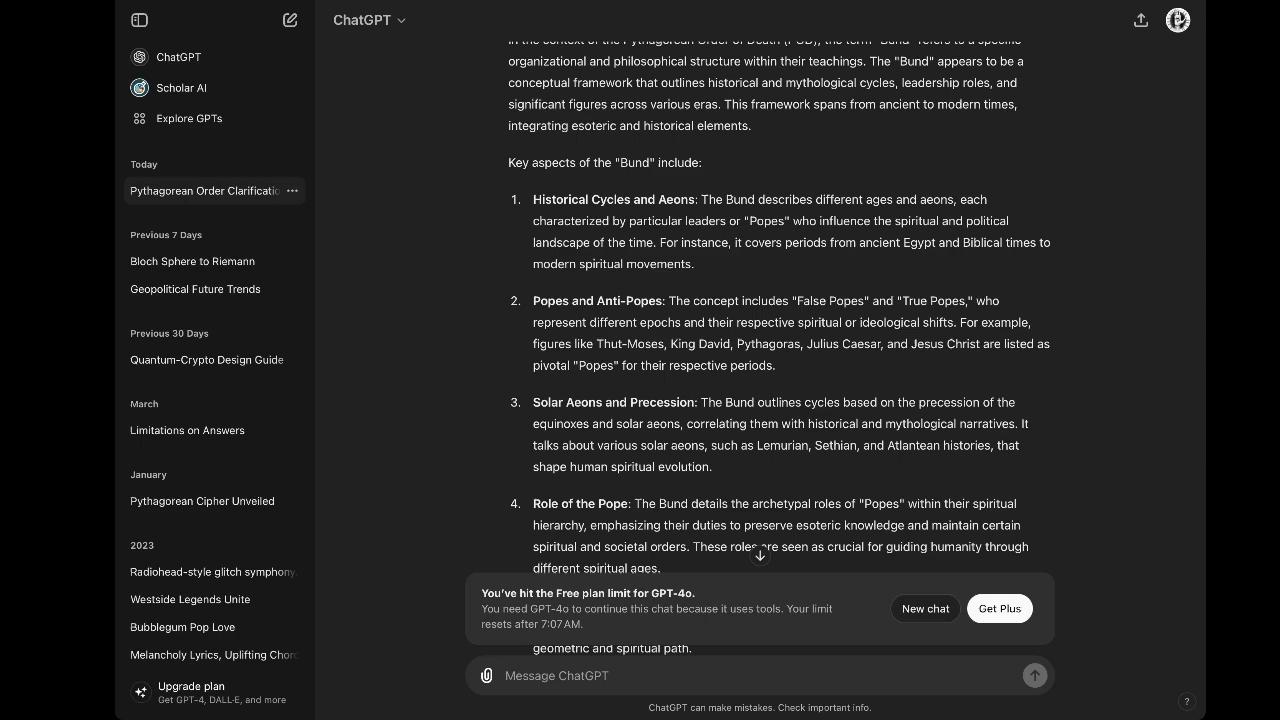 ChatGPT
Scholar AI
Explore GPTs
Today
Pythagorean Order Clarificatio
Previous 7 Days
Bloch Sphere to Riemann
Geopolitical Future Trends
Previous 30 Days
Quantum-Crypto Design Guide
March
Limitations on Answers
January
Pythagorean Cipher Unveiled
2023
Radiohead-style glitch symphony.
Westside Legends Unite
Bubblegum Pop Love
Melancholy Lyrics, Uplifting Chord
Upgrade plan
Get GPT-4, DALL·E, and more
ChatGPT
In the context of the Pythagorean Order of Death (POD), the term "Bund" refers to a specific
organizational and philosophical structure within their teachings. The "Bund" appears to be a
conceptual framework that outlines historical and mythological cycles, leadership roles, and
significant figures across various eras. This framework spans from ancient to modern times,
integrating esoteric and historical elements.
Key aspects of the "Bund" include:
1. Historical Cycles and Aeons: The Bund describes different ages and aeons, each
characterized by particular leaders or "Popes" who influence the spiritual and political
landscape of the time. For instance, it covers periods from ancient Egypt and Biblical times to
modern spiritual movements.
2. Popes and Anti-Popes: The concept includes "False Popes" and "True Popes," who
represent different epochs and their respective spiritual or ideological shifts. For example,
figures like Thut-Moses, King David, Pythagoras, Julius Caesar, and Jesus Christ are listed as
pivotal "Popes" for their respective periods.
3. Solar Aeons and Precession: The Bund outlines cycles based on the precession of the
equinoxes and solar aeons, correlating them with historical and mythological narratives. It
talks about various solar aeons, such as Lemurian, Sethian, and Atlantean histories, that
shape human spiritual evolution.
4. Role of the Pope: The Bund details the archetypal roles of "Popes" within their spiritual
hierarchy, emphasizing their duties to preserve esoteric knowledge and maintain certain
spiritual and societal orders. These roles are seen as crucial for guiding humanity through
different spiritual ages.
You've hit the Free plan limit for GPT-4o.
You need GPT-4o to continue this chat because it uses tools. Your limit
resets after 7:07 AM.
New chat
Get Plus
geometric and spiritual path.
Message ChatGPT
ChatGPT can make mistakes. Check important info.
?